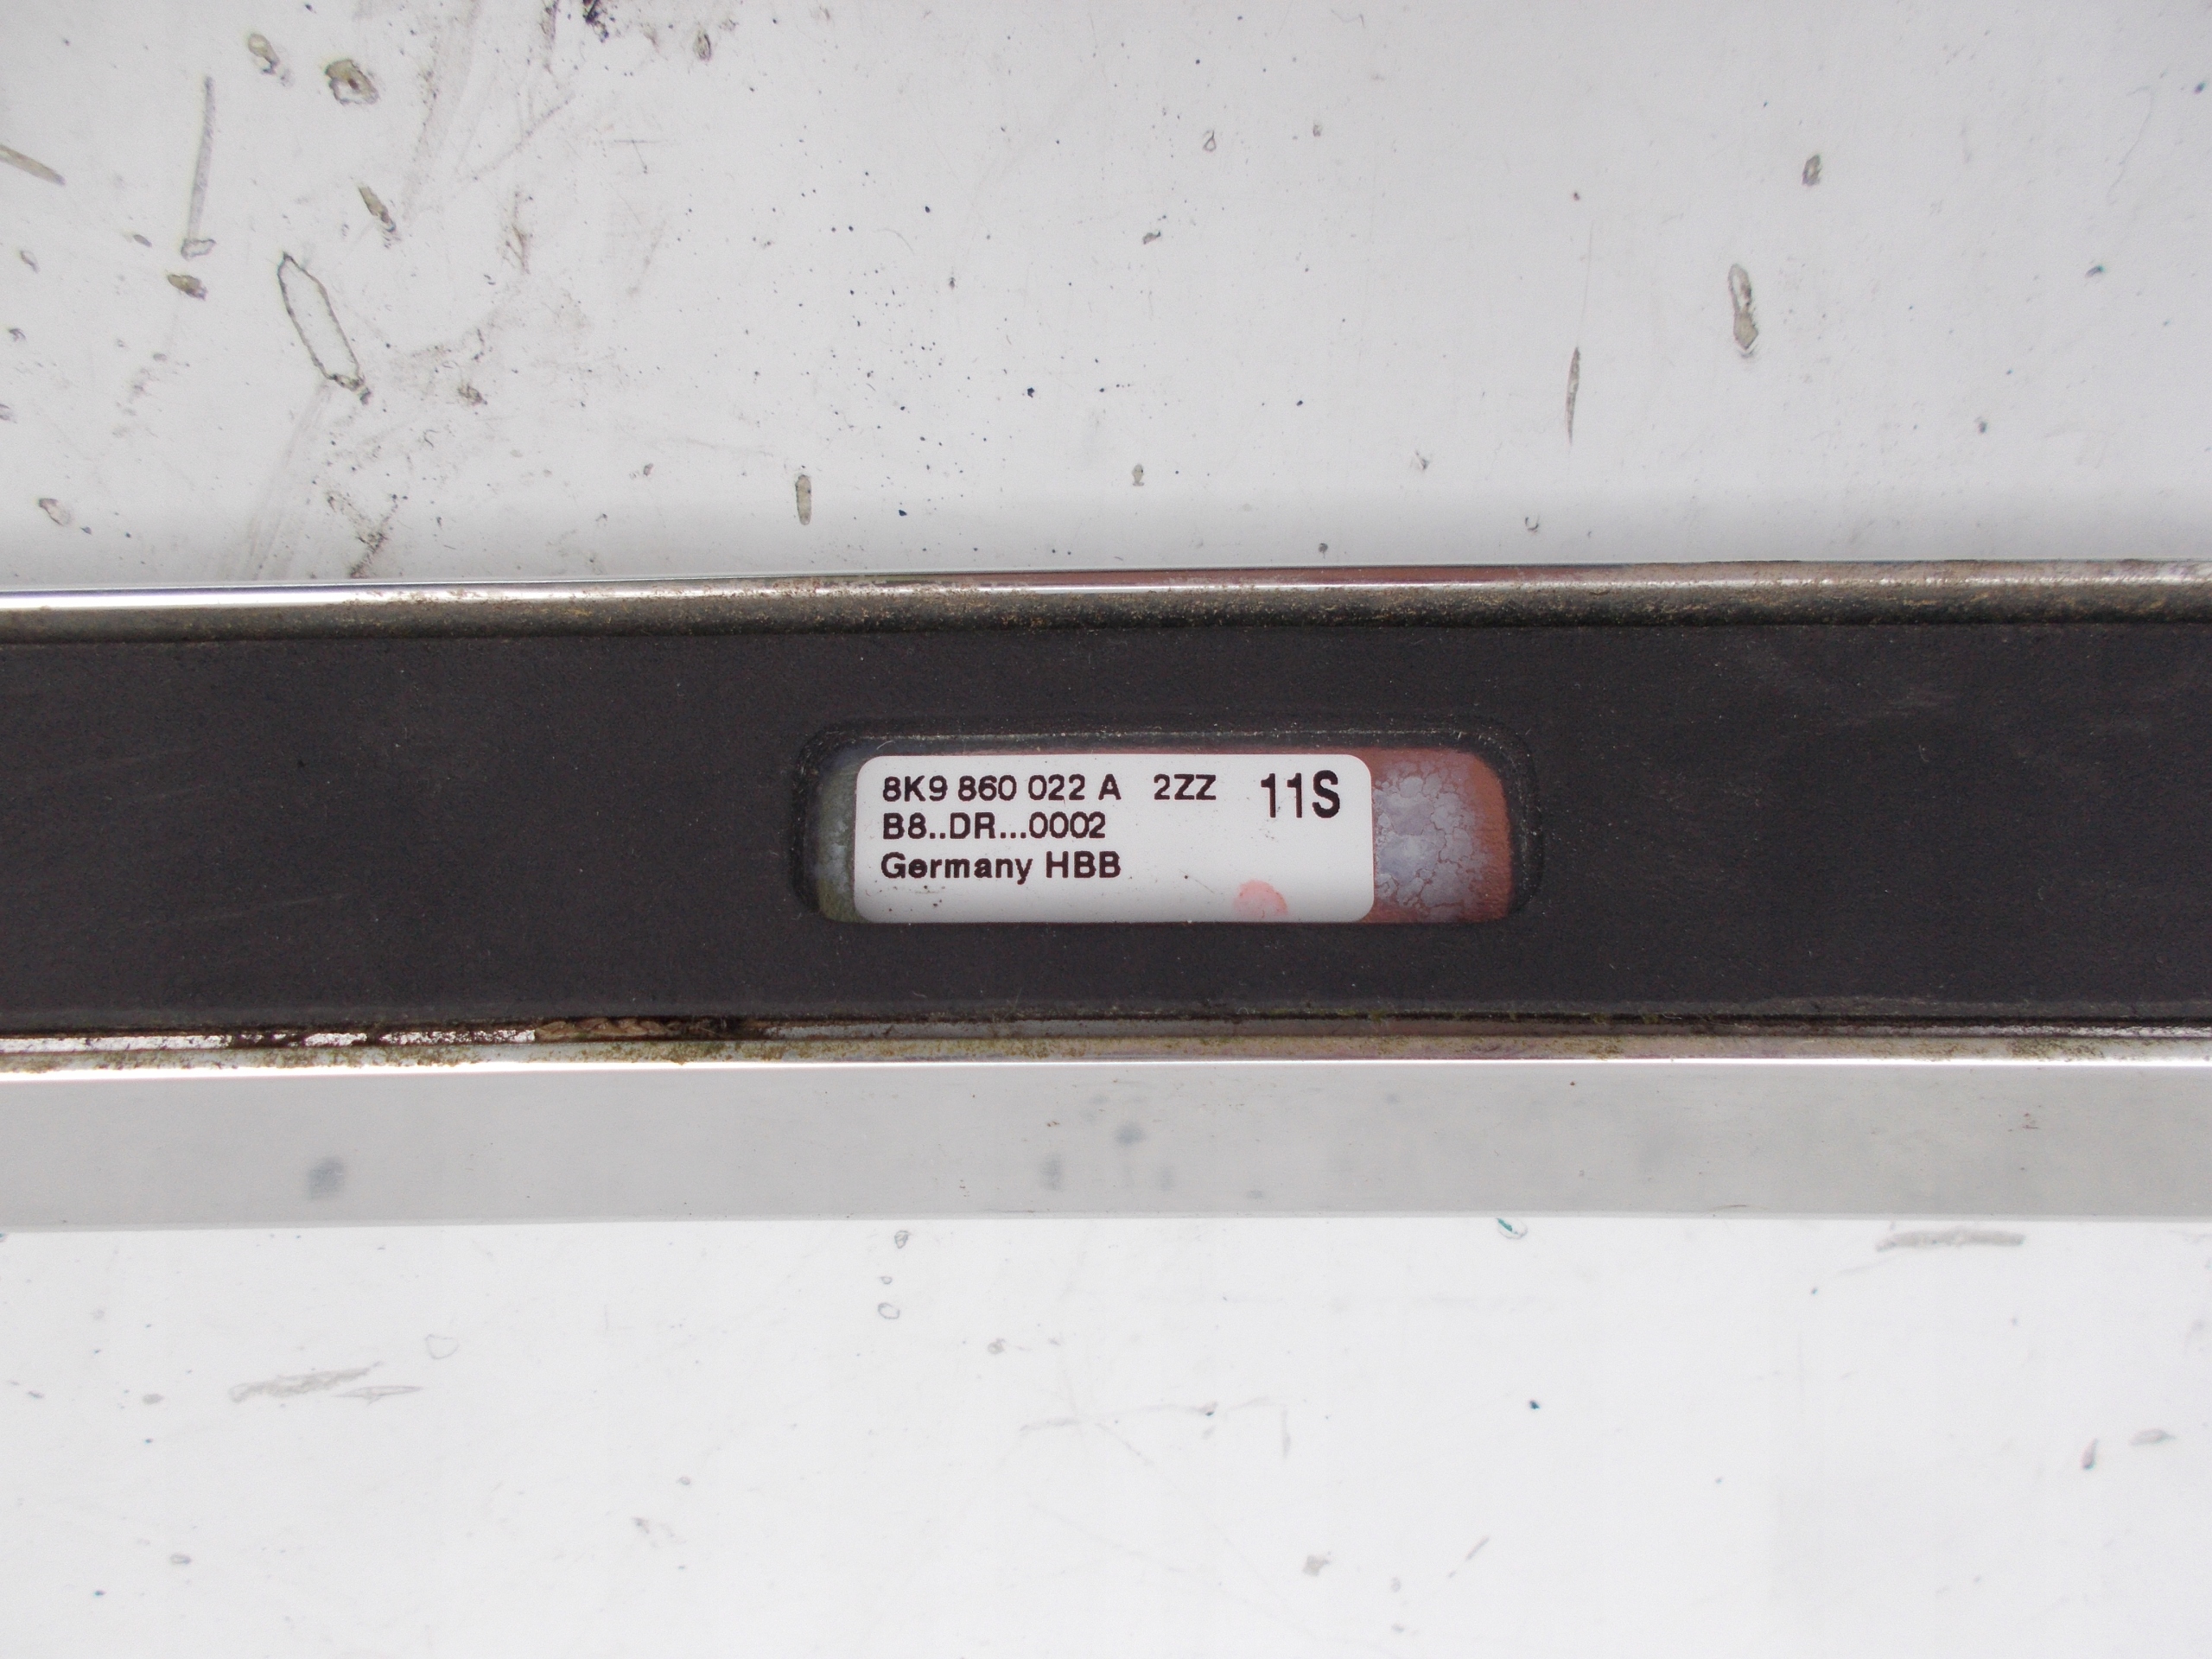 8K9 860 022 A 2ZZ 11S
B8..DR...0002
Germany HBB